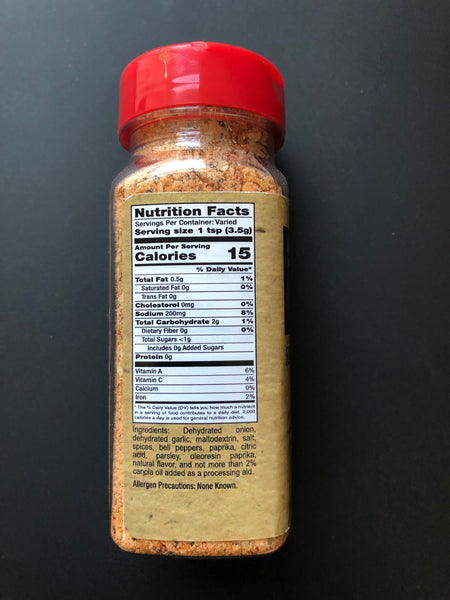 Nutrition Facts
Servings Per Container: Varied
Serving size 1 tsp (3.5g)
Amount Per Serving
Calories 15
% Daily Value*
Total Fat 0.5g 1%
Saturated Fat 0g 0%
Trans Fat 0g
Cholesterol 0mg 0%
Sodium 200mg 8%
Total Carbohydrate 2g 1%
Dietary Fiber 0g 0%
Total Sugars <1g
Includes 0g Added Sugars
Protein 0g
Vitamin A 6%
Vitamin C 4%
Calcium 0%
Iron 2%
* The % Daily Value (DV) tells you how much a nutrient
in a serving of food contributes to a daily diet. 2,000
calories a day is used for general nutrition advice.
Ingredients: Dehydrated onion,
dehydrated garlic, maltodextrin, salt,
spices, bell peppers, paprika, citric
acid, parsley, oleoresin paprika,
natural flavor, and not more than 2%
canola oil added as a processing aid.
Allergen Precautions: None Known.